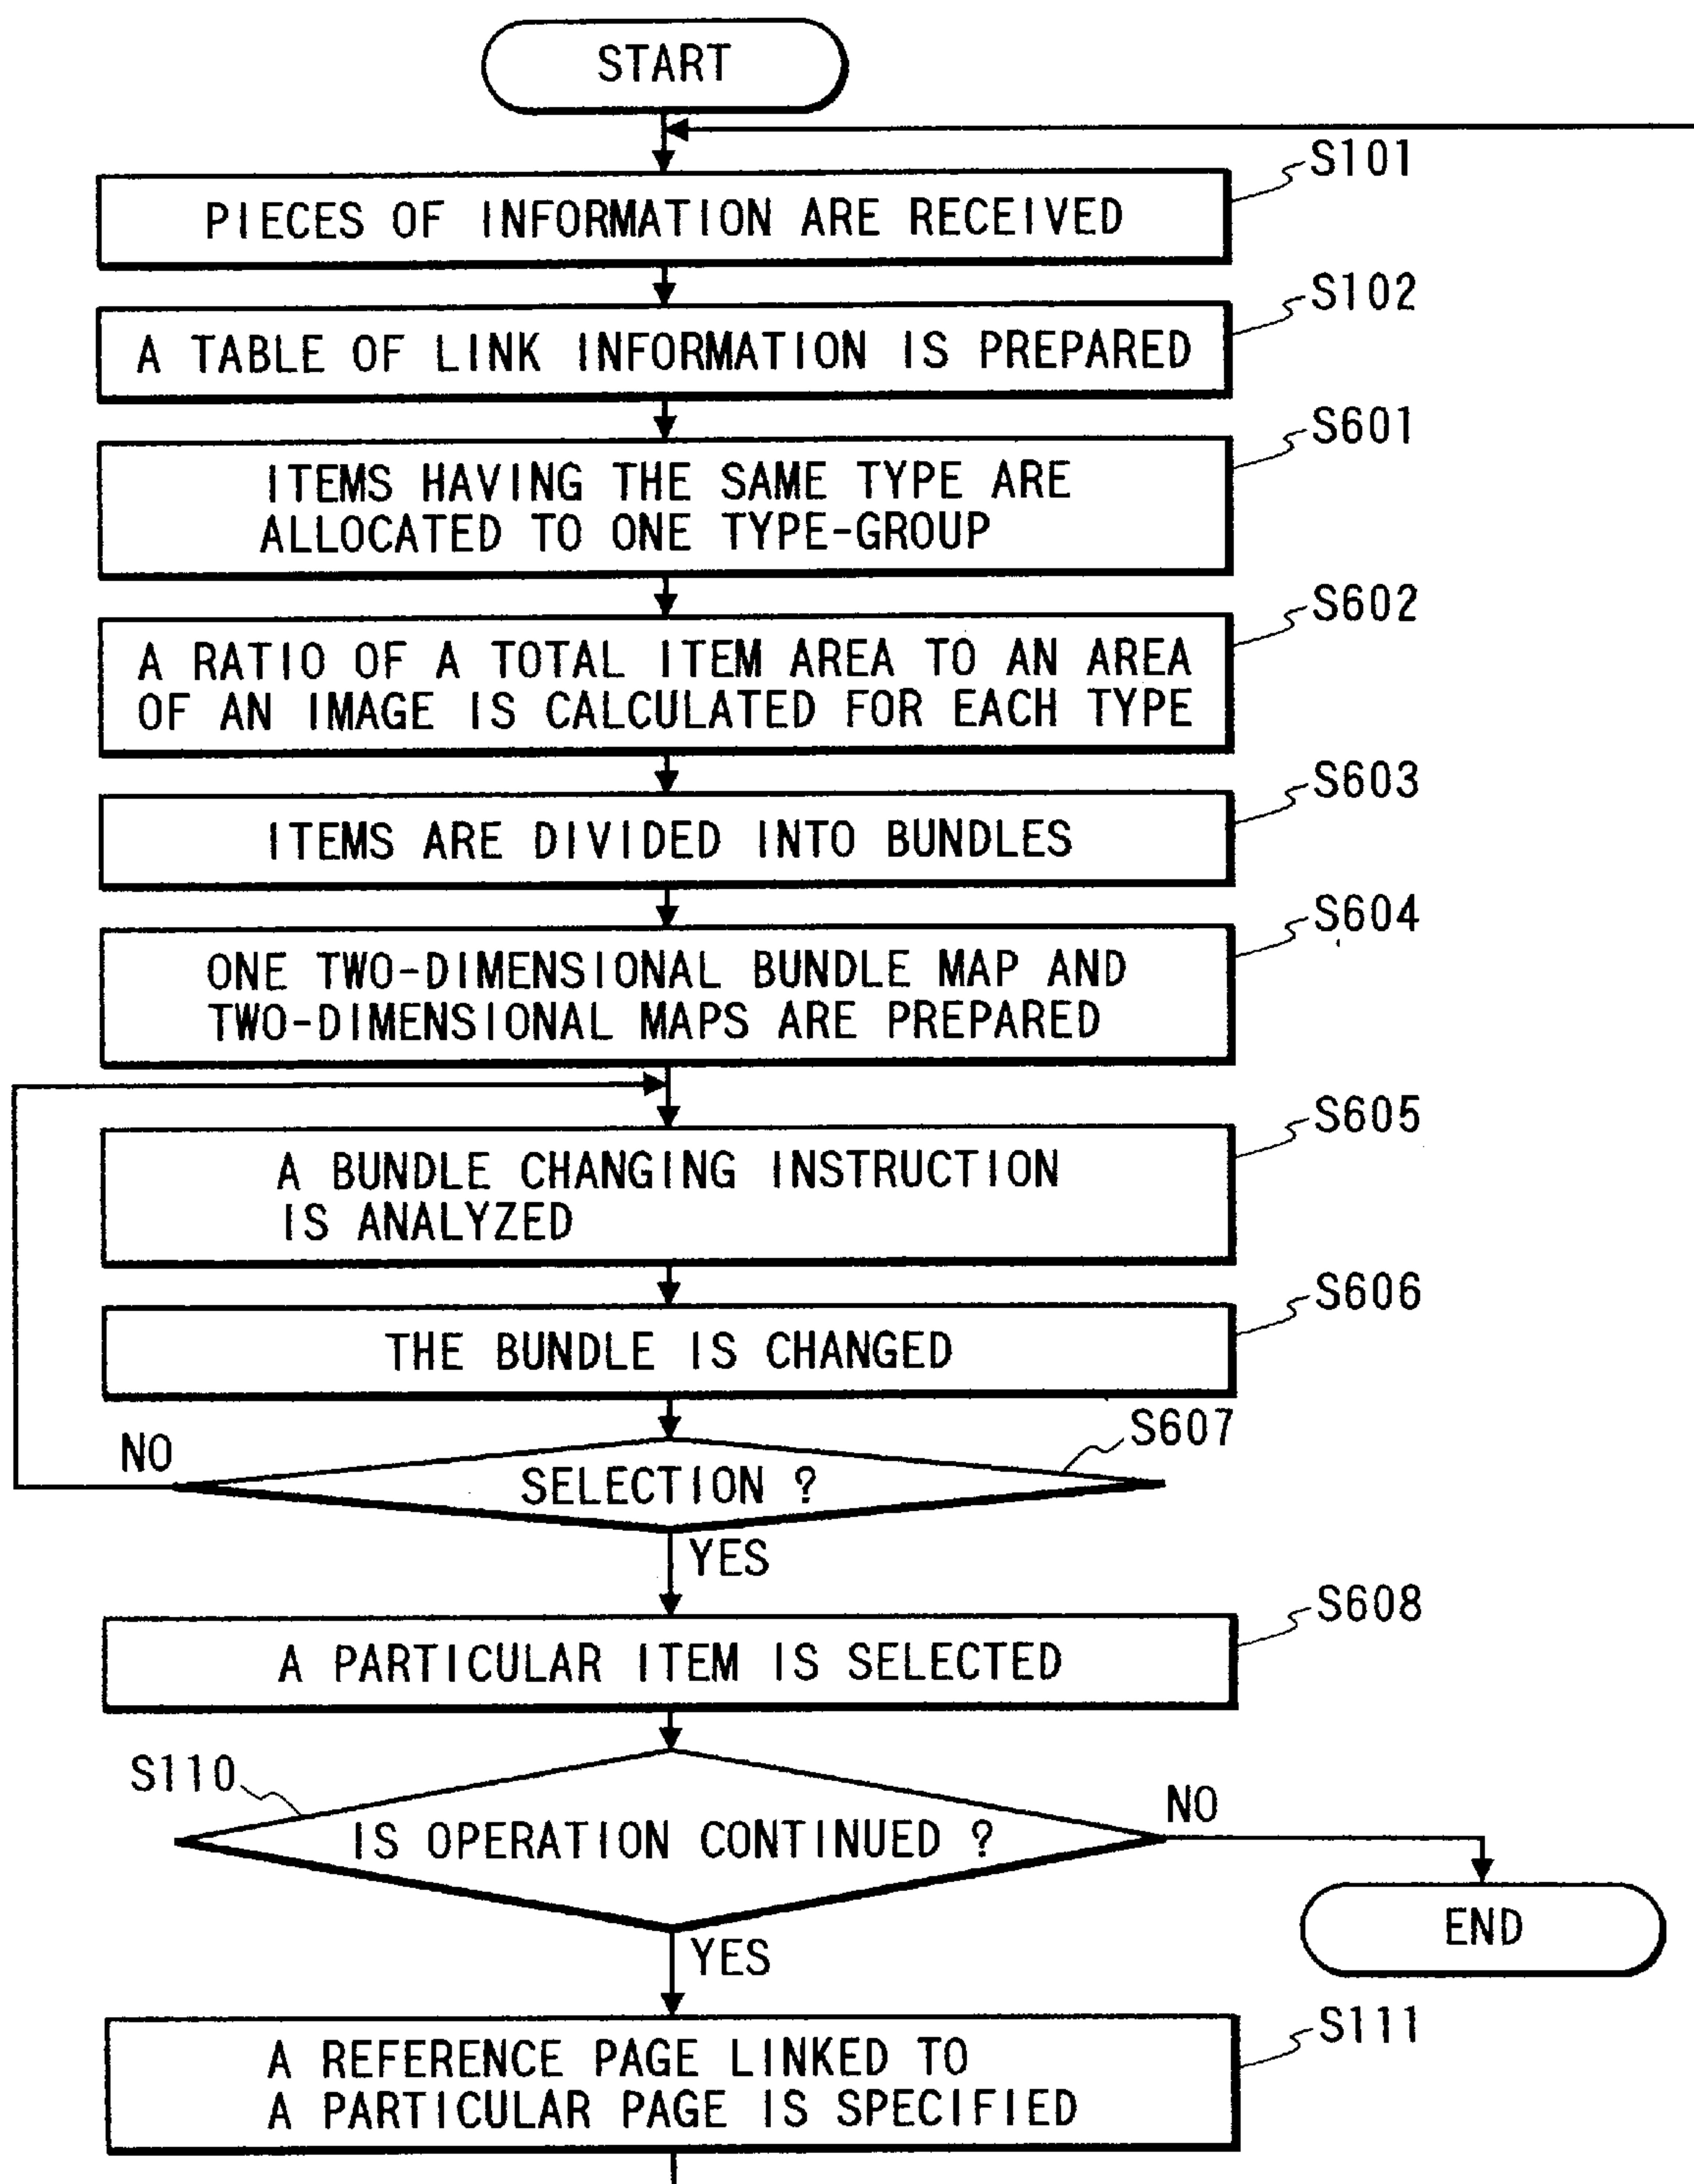 START
S101
PIECES OF INFORMATION ARE RECEIVED
S102
A TABLE OF LINK INFORMATION IS PREPARED
S601
ITEMS HAVING THE SAME TYPE ARE
ALLOCATED TO ONE TYPE-GROUP
S602
A RATIO OF A TOTAL ITEM AREA TO AN AREA
OF AN IMAGE IS CALCULATED FOR EACH TYPE
S603
ITEMS ARE DIVIDED INTO BUNDLES
S604
ONE TWO-DIMENSIONAL BUNDLE MAP AND
TWO-DIMENSIONAL MAPS ARE PREPARED
S605
A BUNDLE CHANGING INSTRUCTION
IS ANALYZED
S606
THE BUNDLE IS CHANGED
S607
NO
SELECTION ?
YES
S608
A PARTICULAR ITEM IS SELECTED
S110
NO
IS OPERATION CONTINUED ?
END
YES
S111
A REFERENCE PAGE LINKED TO
A PARTICULAR PAGE IS SPECIFIED